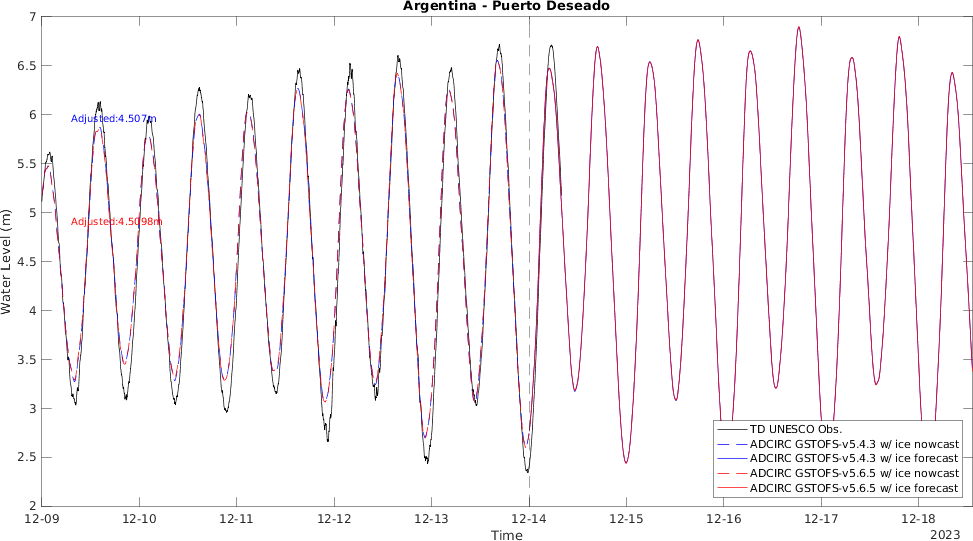 Argentina - Puerto Deseado
7
6.5
6
5.5
5
4.5
4
3.5
3
2.5
2
Water Level (m)
Adjusted:4.507m
Adjusted:4.5098m
TD UNESCO Obs.
ADCIRC GSTOFS-v5.4.3 w/ ice nowcast
ADCIRC GSTOFS-v5.4.3 w/ ice forecast
ADCIRC GSTOFS-v5.6.5 w/ ice nowcast
ADCIRC GSTOFS-v5.6.5 w/ ice forecast
12-09 12-10 12-11 12-12 12-13 12-14 12-15 12-16 12-17 12-18
Time
2023